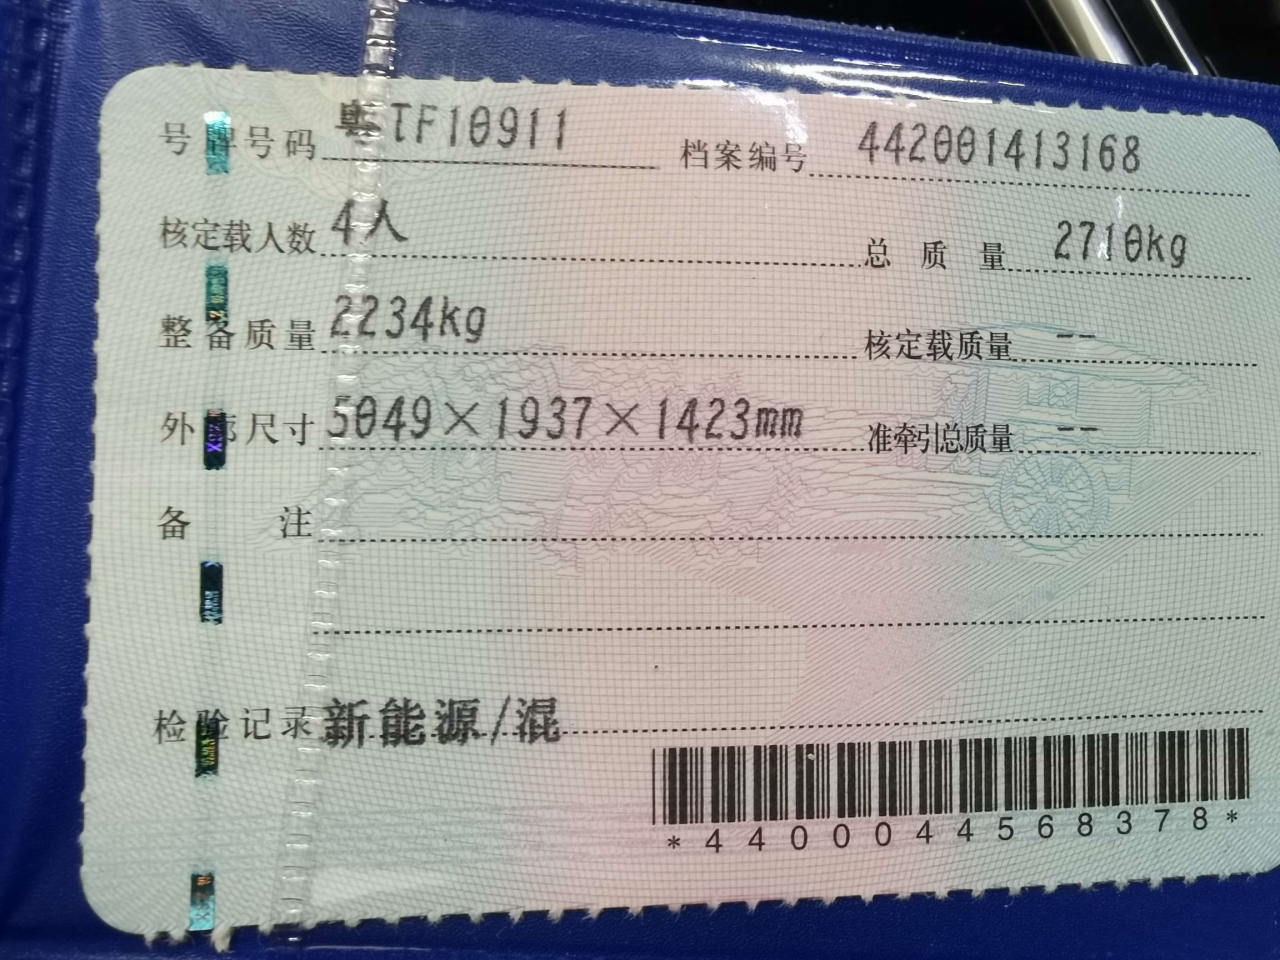 号牌号码 粤TF10911 档案编号 442001413168
核定载人数 4人 总质量 2710kg
整备质量 2234kg 核定载质量 --
外廓尺寸 5049×1937×1423mm 准牵引总质量 --
备注
检验记录 新能源/混
*4400044568378*